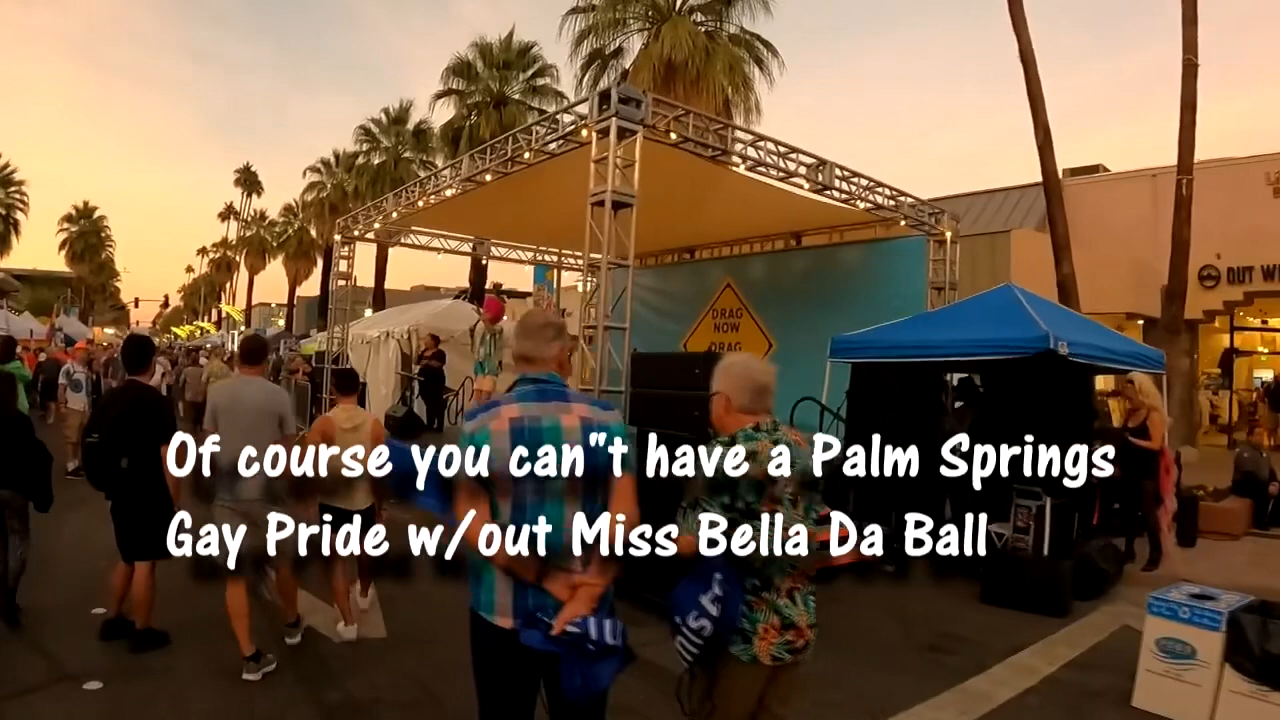 DRAG
NOW
DRAG
OUT
Of course you can"t have a Palm Springs
Gay Pride w/out Miss Bella Da Ball